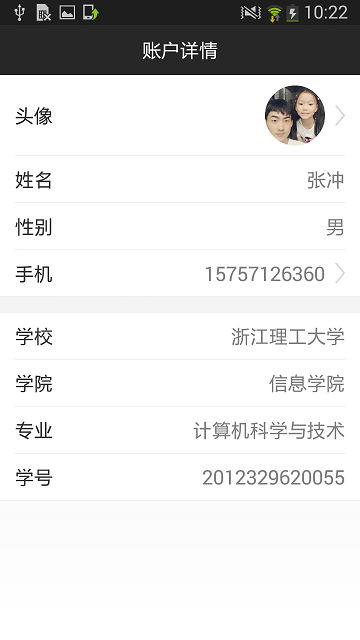 10:22
账户详情
头像
姓名 张冲
性别 男
手机 15757126360
学校 浙江理工大学
学院 信息学院
专业 计算机科学与技术
学号 2012329620055